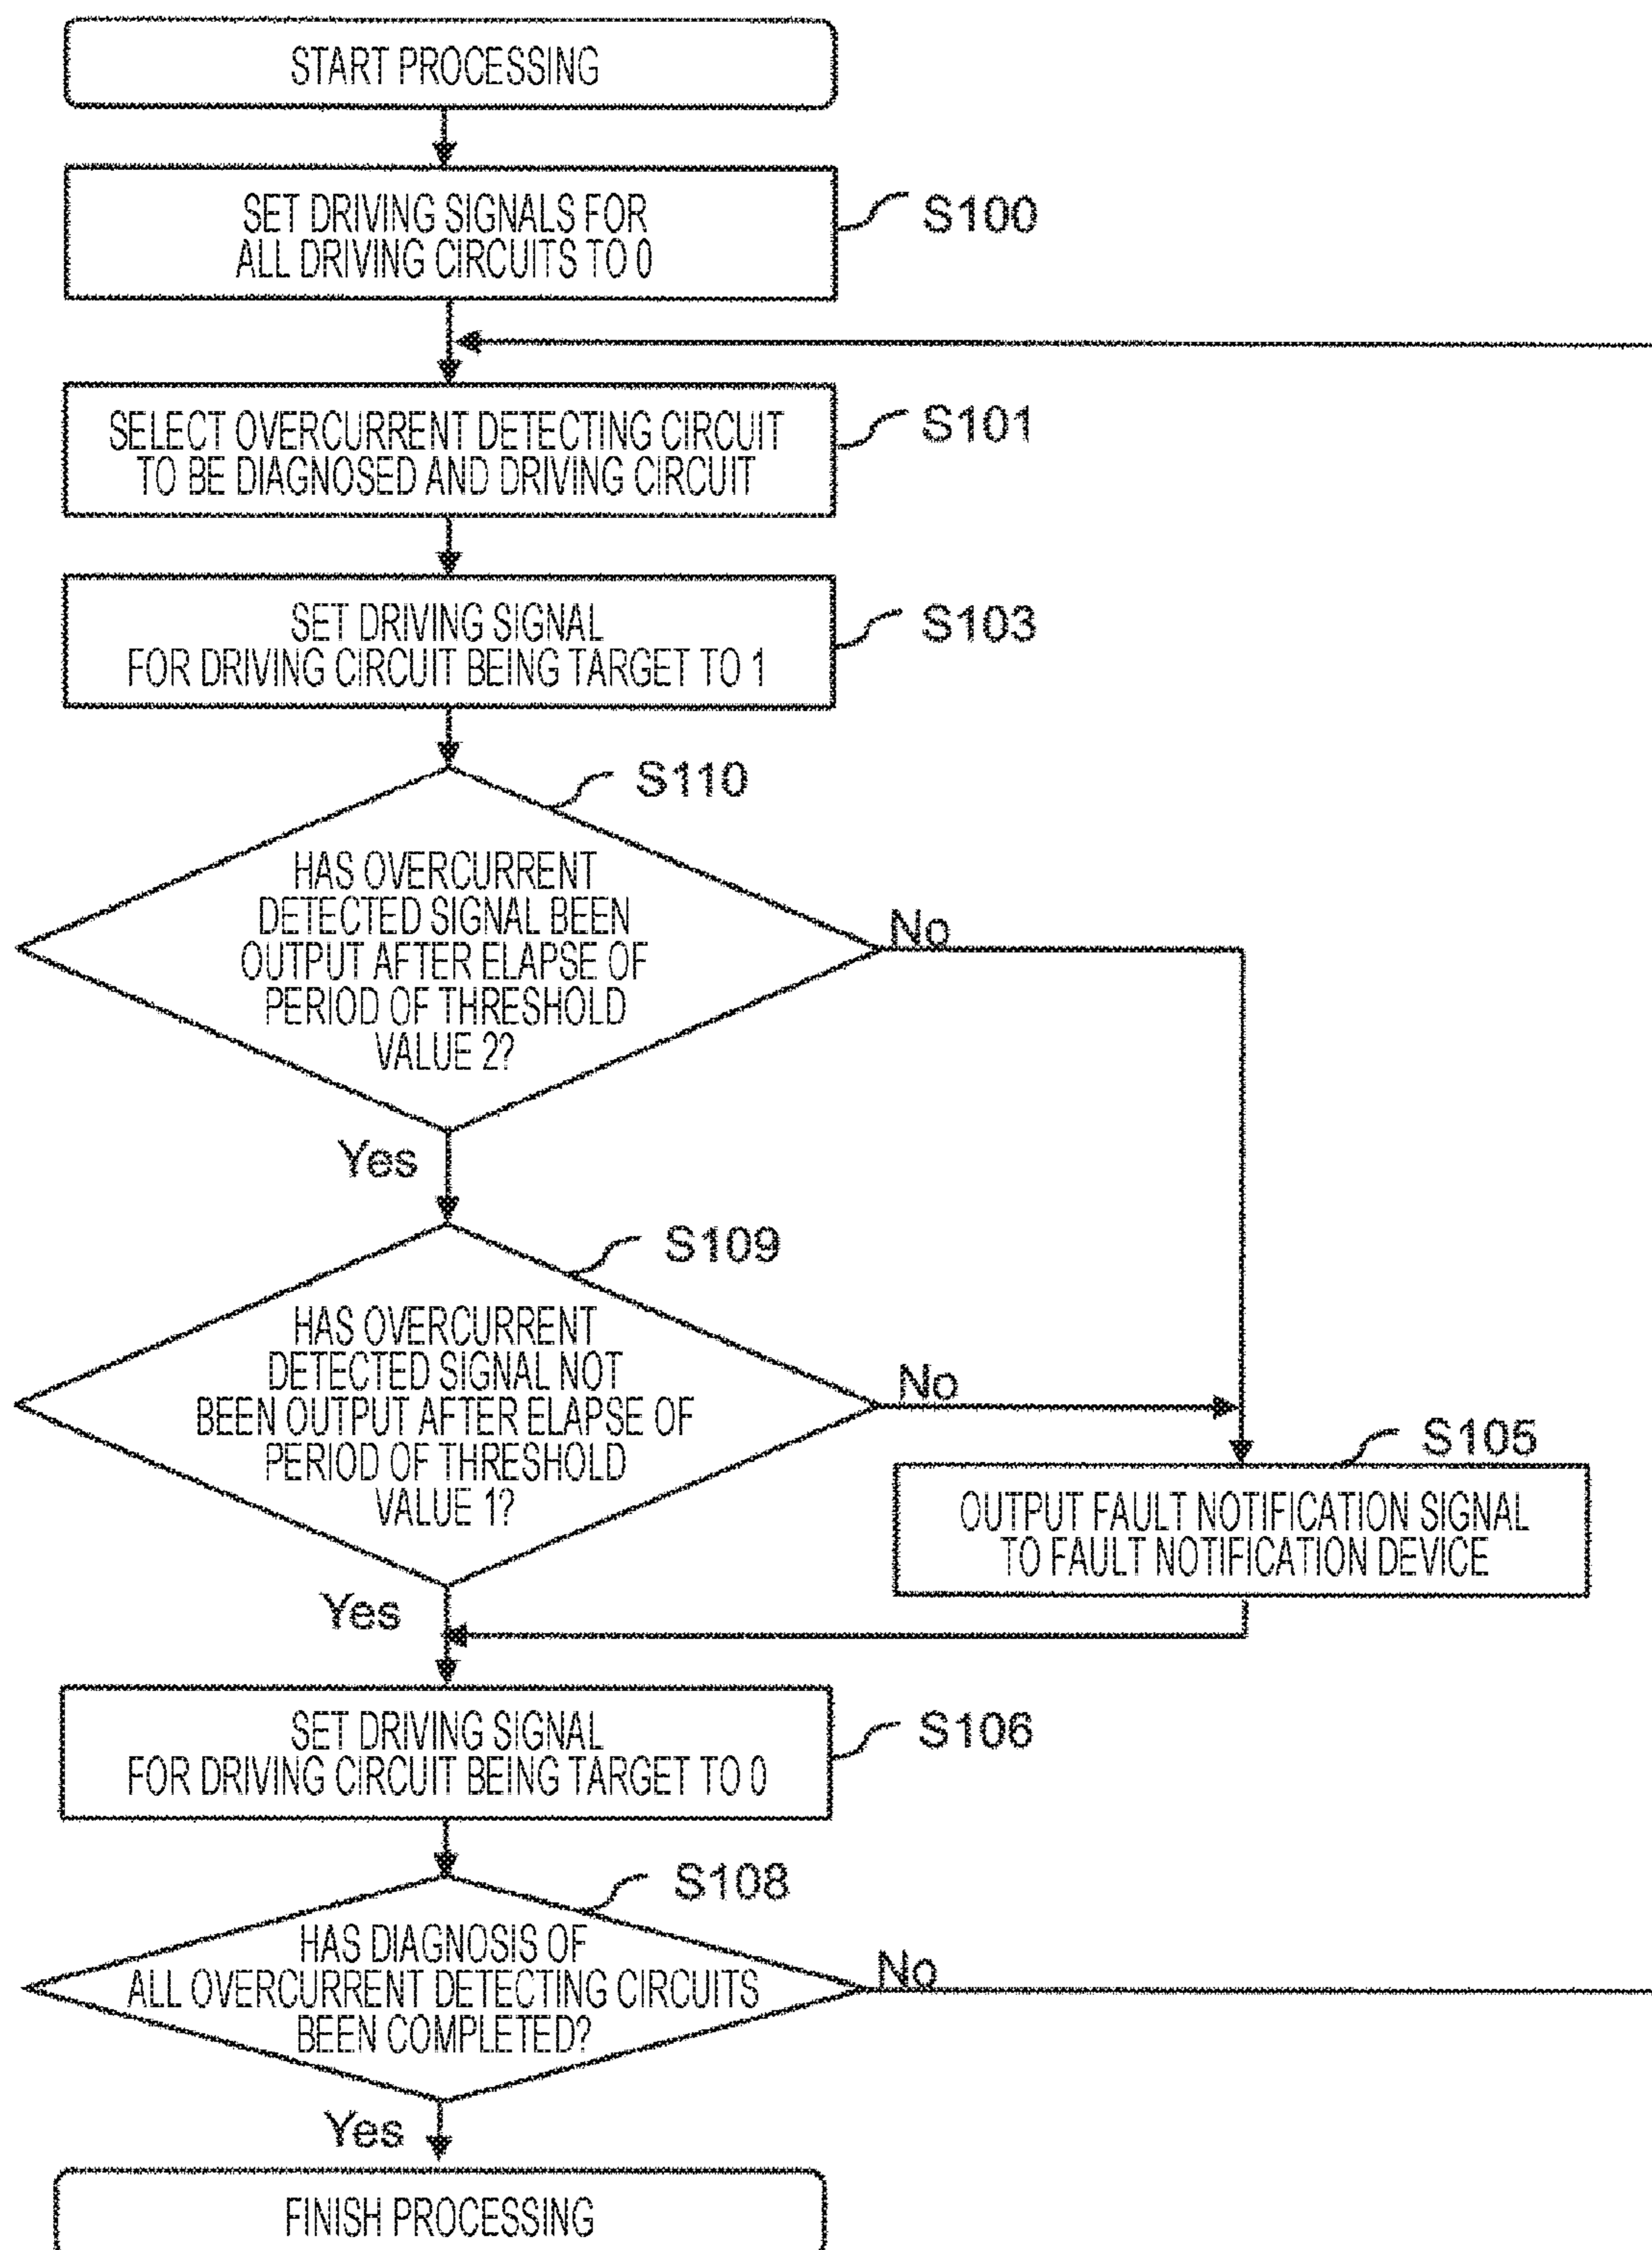 START PROCESSING
SET DRIVING SIGNALS FOR
ALL DRIVING CIRCUITS TO 0
S100
SELECT OVERCURRENT DETECTING CIRCUIT
TO BE DIAGNOSED AND DRIVING CIRCUIT
S101
SET DRIVING SIGNAL
FOR DRIVING CIRCUIT BEING TARGET TO 1
S103
S110
HAS OVERCURRENT
DETECTED SIGNAL BEEN
OUTPUT AFTER ELAPSE OF
PERIOD OF THRESHOLD
VALUE 2?
No
Yes
S109
HAS OVERCURRENT
DETECTED SIGNAL NOT
BEEN OUTPUT AFTER ELAPSE OF
PERIOD OF THRESHOLD
VALUE 1?
No
S105
OUTPUT FAULT NOTIFICATION SIGNAL
TO FAULT NOTIFICATION DEVICE
Yes
SET DRIVING SIGNAL
FOR DRIVING CIRCUIT BEING TARGET TO 0
S106
S108
HAS DIAGNOSIS OF
ALL OVERCURRENT DETECTING CIRCUITS
BEEN COMPLETED?
No
Yes
FINISH PROCESSING